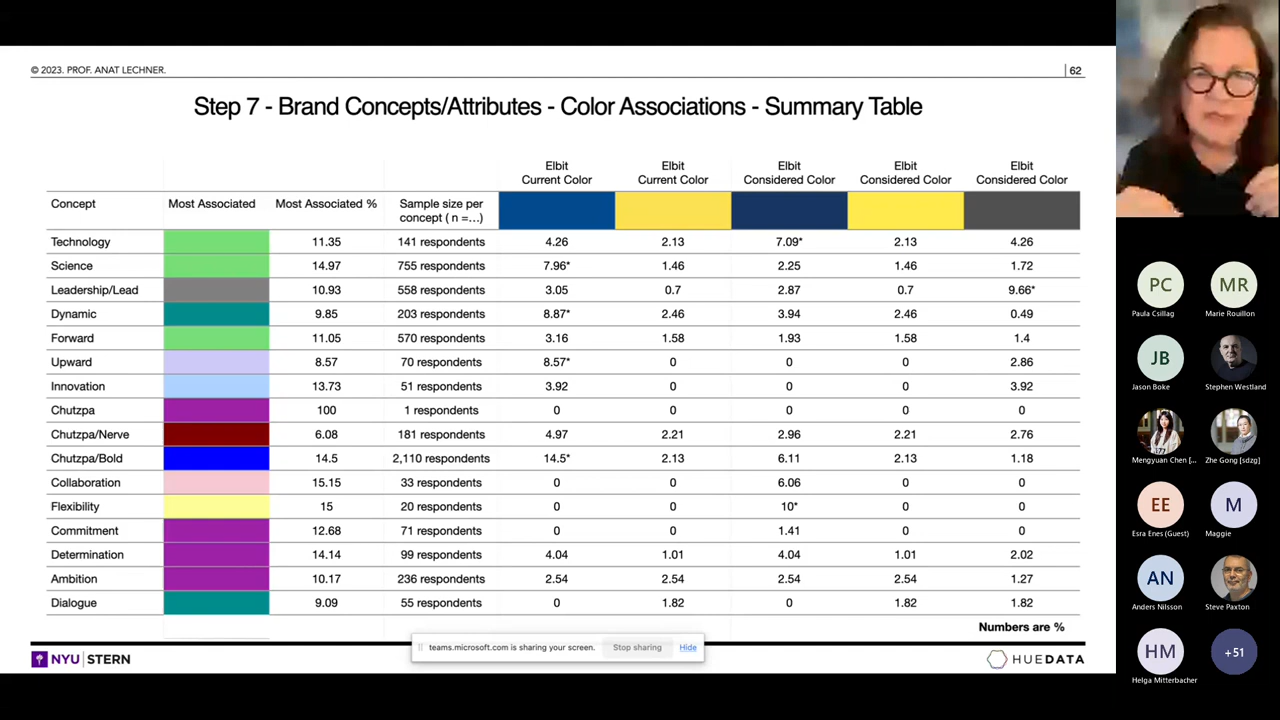 © 2023. PROF. ANAT LECHNER.
62
Step 7 - Brand Concepts/Attributes - Color Associations - Summary Table
Concept Most Associated Most Associated % Sample size per concept ( n =…) Elbit Current Color Elbit Current Color Elbit Considered Color Elbit Considered Color Elbit Considered Color
Technology 11.35 141 respondents 4.26 2.13 7.09* 2.13 4.26
Science 14.97 755 respondents 7.96* 1.46 2.25 1.46 1.72
Leadership/Lead 10.93 558 respondents 3.05 0.7 2.87 0.7 9.66*
Dynamic 9.85 203 respondents 8.87* 2.46 3.94 2.46 0.49
Forward 11.05 570 respondents 3.16 1.58 1.93 1.58 1.4
Upward 8.57 70 respondents 8.57* 0 0 0 2.86
Innovation 13.73 51 respondents 3.92 0 0 0 3.92
Chutzpa 100 1 respondents 0 0 0 0 0
Chutzpa/Nerve 6.08 181 respondents 4.97 2.21 2.96 2.21 2.76
Chutzpa/Bold 14.5 2,110 respondents 14.5* 2.13 6.11 2.13 1.18
Collaboration 15.15 33 respondents 0 0 6.06 0 0
Flexibility 15 20 respondents 0 0 10* 0 0
Commitment 12.68 71 respondents 0 0 1.41 0 0
Determination 14.14 99 respondents 4.04 1.01 4.04 1.01 2.02
Ambition 10.17 236 respondents 2.54 2.54 2.54 2.54 1.27
Dialogue 9.09 55 respondents 0 1.82 0 1.82 1.82
Numbers are %
teams.microsoft.com is sharing your screen. Stop sharing Hide
NYU STERN
HUEDATA
PC MR
Paula Csillag Marie Rouillon
JB
Jason Boke Stephen Westland
Mengyuan Chen [... Zhe Gong [sdzg]
EE M
Esra Enes (Guest) Maggie
AN
Anders Nilsson Steve Paxton
HM +51
Helga Mitterbacher